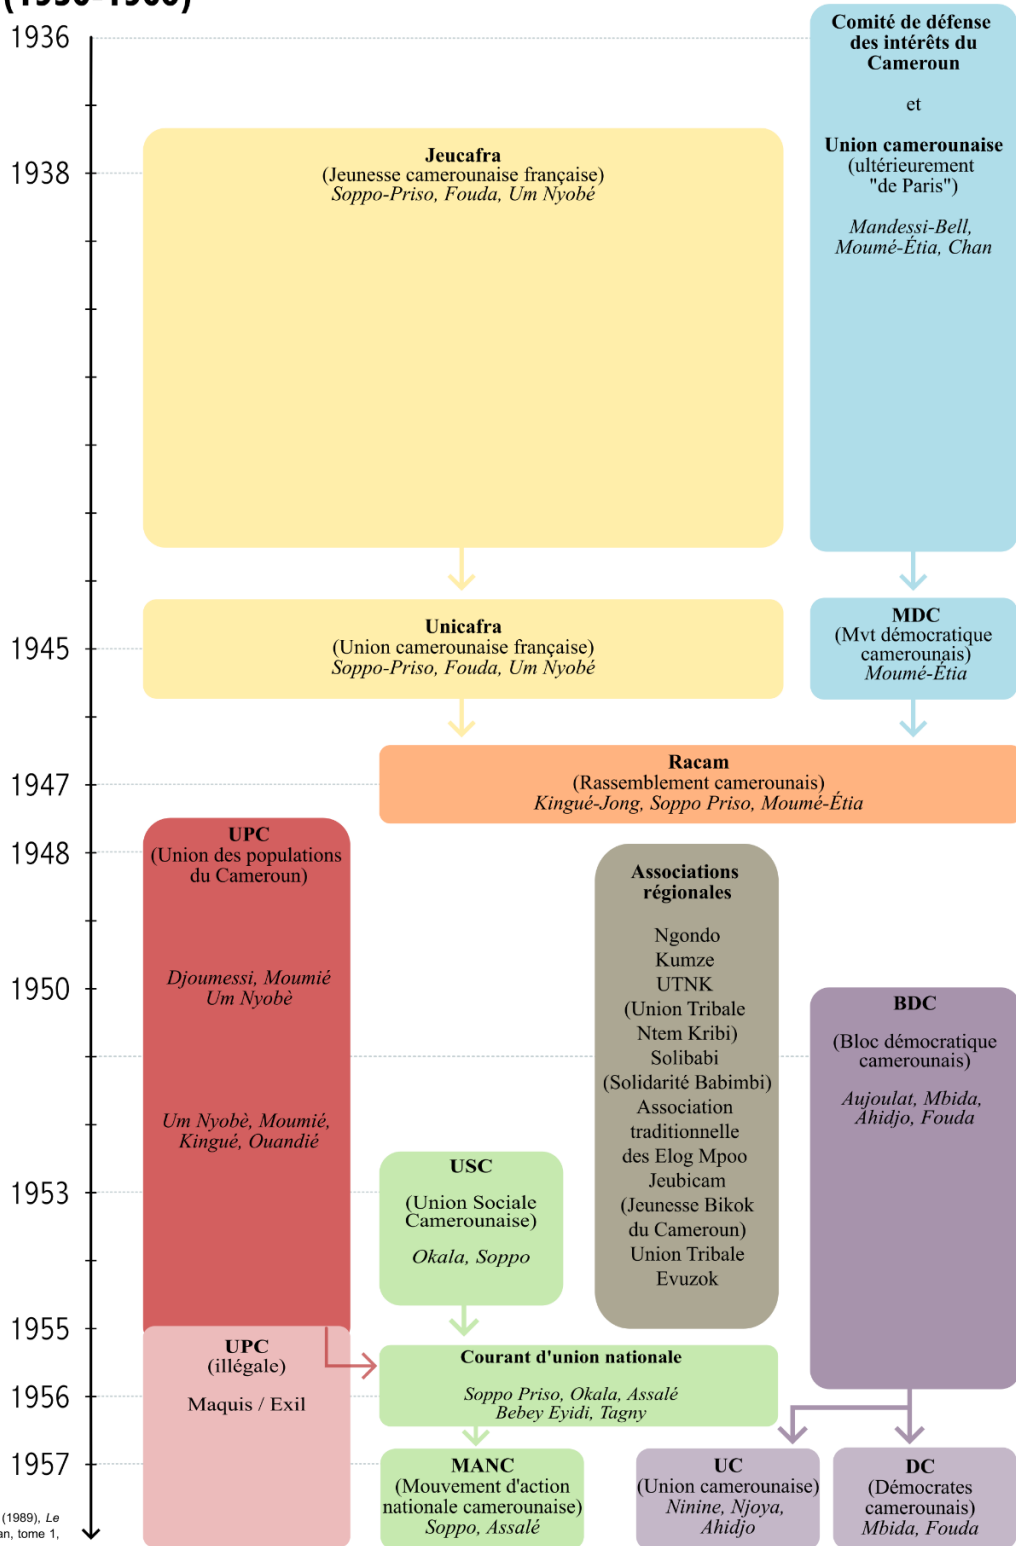 1936
Comité de défense
des intérêts du
Cameroun
et
Union camerounaise
(ultérieurement
"de Paris")
Mandessi-Bell,
Moumé-Étia, Chan
1938
Jeucafra
(Jeunesse camerounaise française)
Soppo-Priso, Fouda, Um Nyobé
1945
Unicafra
(Union camerounaise française)
Soppo-Priso, Fouda, Um Nyobé
MDC
(Mvt démocratique
camerounais)
Moumé-Étia
1947
Racam
(Rassemblement camerounais)
Kingué-Jong, Soppo Priso, Moumé-Étia
1948
UPC
(Union des populations
du Cameroun)
Djoumessi, Moumié
Um Nyobè
Um Nyobè, Moumié,
Kingué, Ouandié
Associations
régionales
Ngondo
Kumze
UTNK
(Union Tribale
Ntem Kribi)
Solibabi
(Solidarité Babimbi)
Association
traditionnelle
des Elog Mpoo
Jeubicam
(Jeunesse Bikok
du Cameroun)
Union Tribale
Evuzok
1950
BDC
(Bloc démocratique
camerounais)
Aujoulat, Mbida,
Ahidjo, Fouda
1953
USC
(Union Sociale
Camerounaise)
Okala, Soppo
1955
UPC
(illégale)
Maquis / Exil
Courant d'union nationale
Soppo Priso, Okala, Assalé
Bebey Eyidi, Tagny
1956
1957
MANC
(Mouvement d'action
nationale camerounaise)
Soppo, Assalé
UC
(Union camerounaise)
Ninine, Njoya,
Ahidjo
DC
(Démocrates
camerounais)
Mbida, Fouda
(1989), Le
an, tome 1,